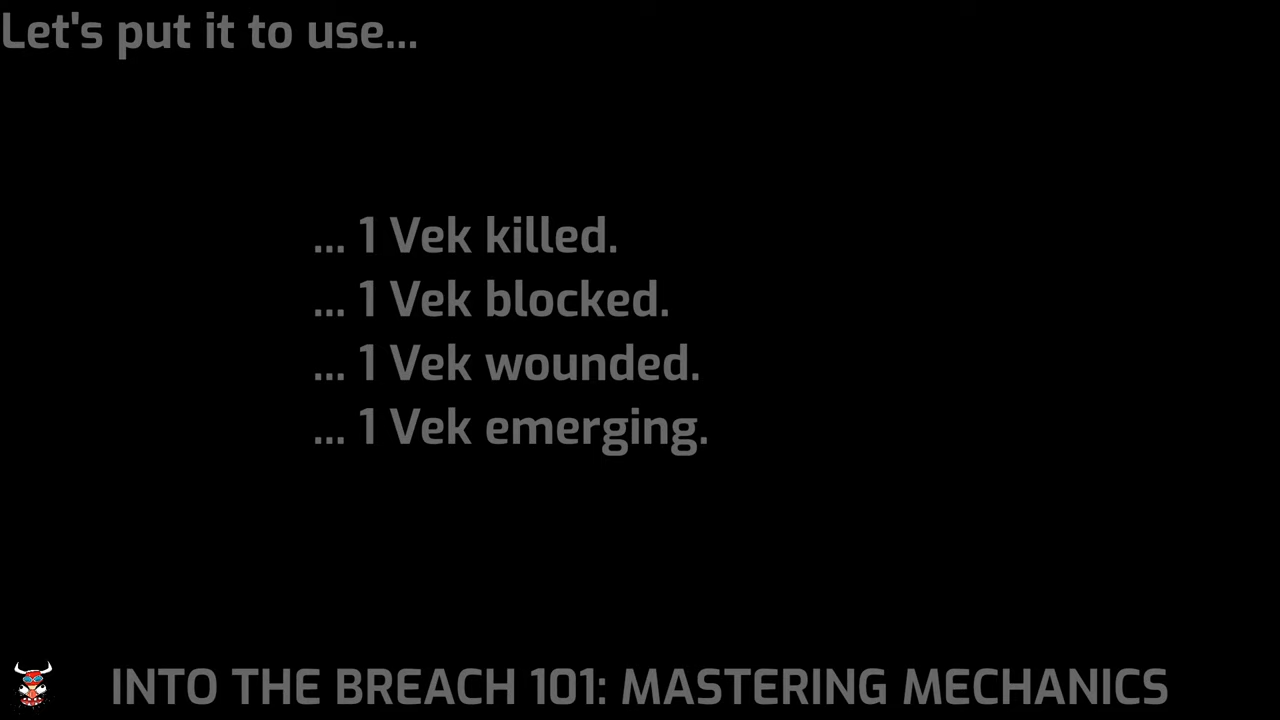 Let's put it to use...
... 1 Vek killed.
... 1 Vek blocked.
... 1 Vek wounded.
... 1 Vek emerging.
INTO THE BREACH 101: MASTERING MECHANICS